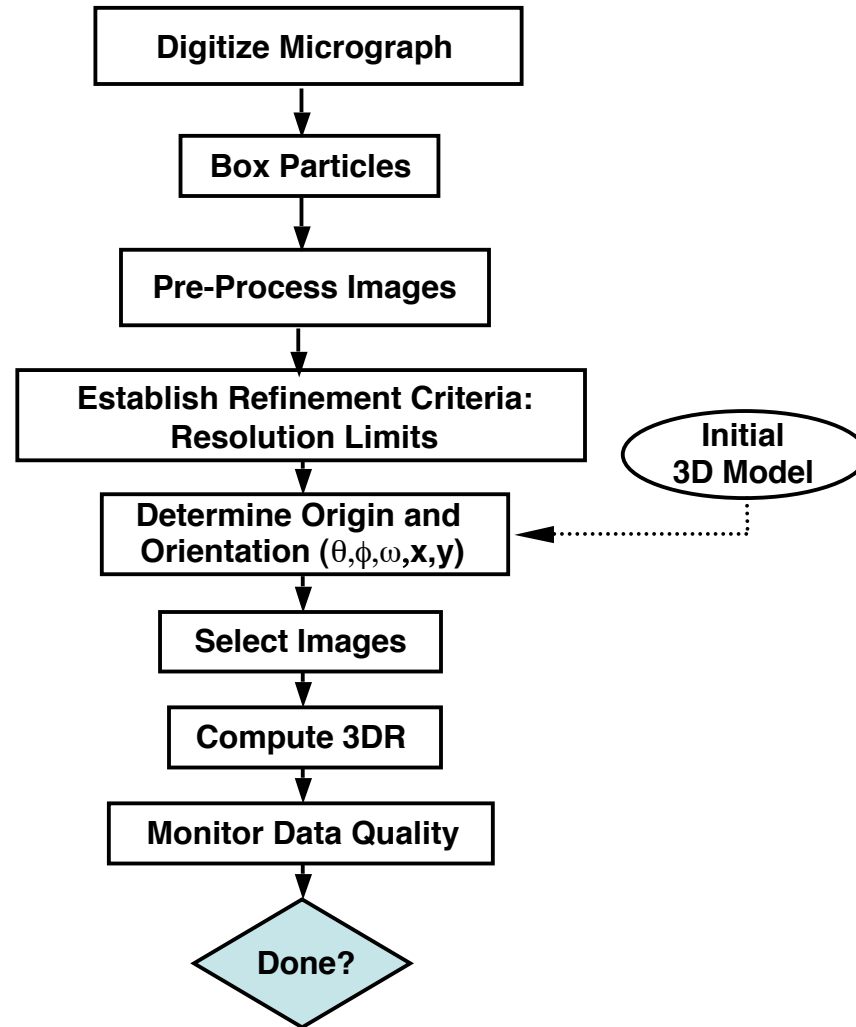 Digitize Micrograph
Box Particles
Pre-Process Images
Establish Refinement Criteria:
Resolution Limits
Initial
3D Model
Determine Origin and
Orientation (θ,ϕ,ω,x,y)
Select Images
Compute 3DR
Monitor Data Quality
Done?